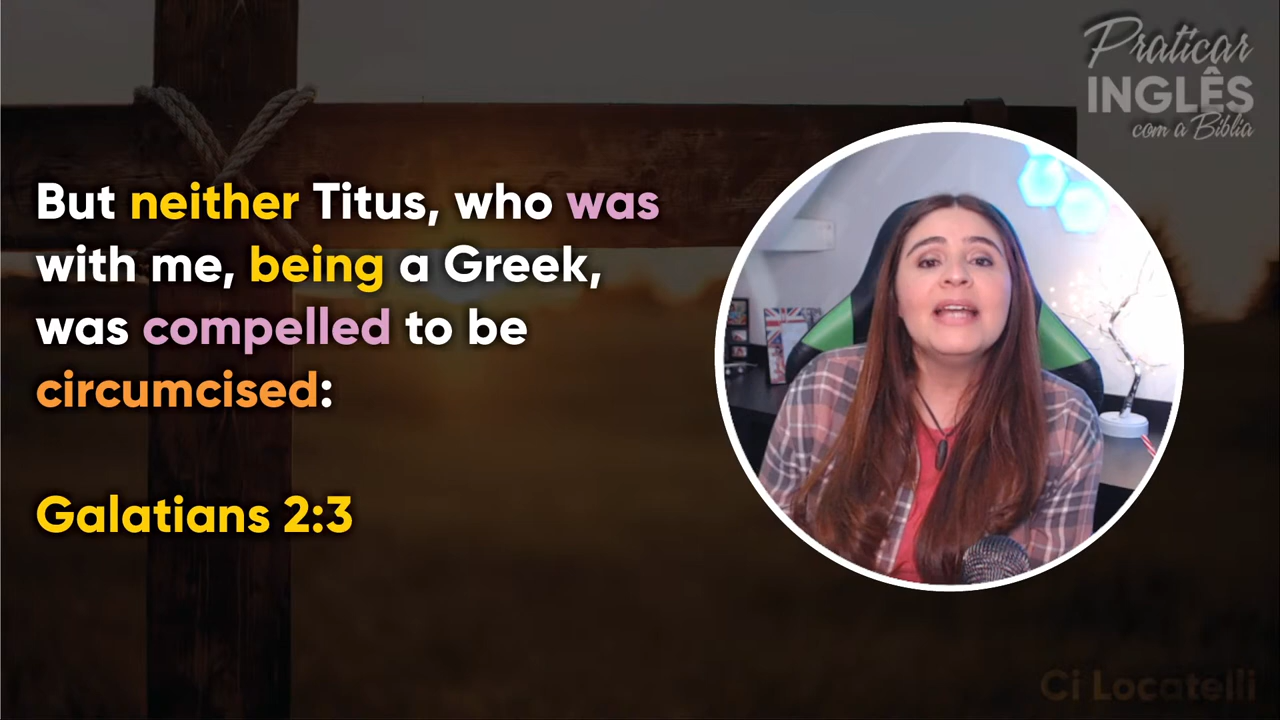 Praticar
INGLÊS
com a Bíblia
But neither Titus, who was
with me, being a Greek,
was compelled to be
circumcised:
Galatians 2:3
Ci Locatelli